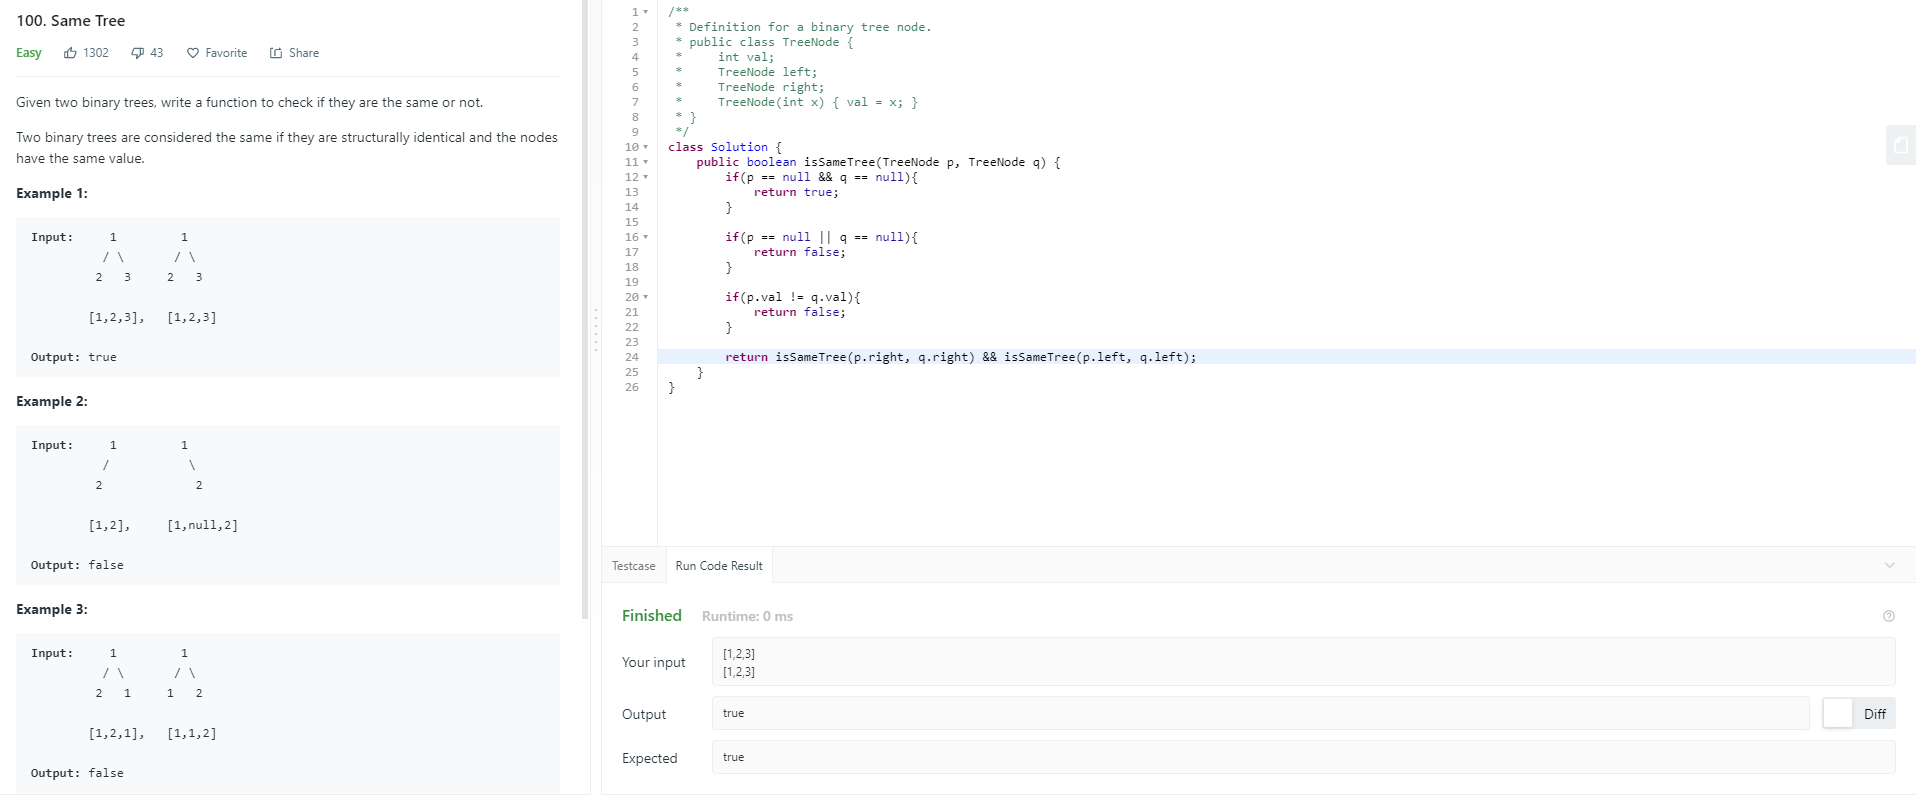 100. Same Tree
Easy 1302 43 Favorite Share
Given two binary trees, write a function to check if they are the same or not.
Two binary trees are considered the same if they are structurally identical and the nodes
have the same value.
Example 1:
Input:     1         1
          / \       / \
         2   3     2   3

        [1,2,3],   [1,2,3]

Output: true
Example 2:
Input:     1         1
          /           \
         2             2

        [1,2],     [1,null,2]

Output: false
Example 3:
Input:     1         1
          / \       / \
         2   1     1   2

        [1,2,1],   [1,1,2]

Output: false
1 /**
2  * Definition for a binary tree node.
3  * public class TreeNode {
4  *     int val;
5  *     TreeNode left;
6  *     TreeNode right;
7  *     TreeNode(int x) { val = x; }
8  * }
9  */
10 class Solution {
11     public boolean isSameTree(TreeNode p, TreeNode q) {
12         if(p == null && q == null){
13             return true;
14         }
15
16         if(p == null || q == null){
17             return false;
18         }
19
20         if(p.val != q.val){
21             return false;
22         }
23
24         return isSameTree(p.right, q.right) && isSameTree(p.left, q.left);
25     }
26 }
Testcase Run Code Result
Finished Runtime: 0 ms
Your input
[1,2,3]
[1,2,3]
Output true Diff
Expected true